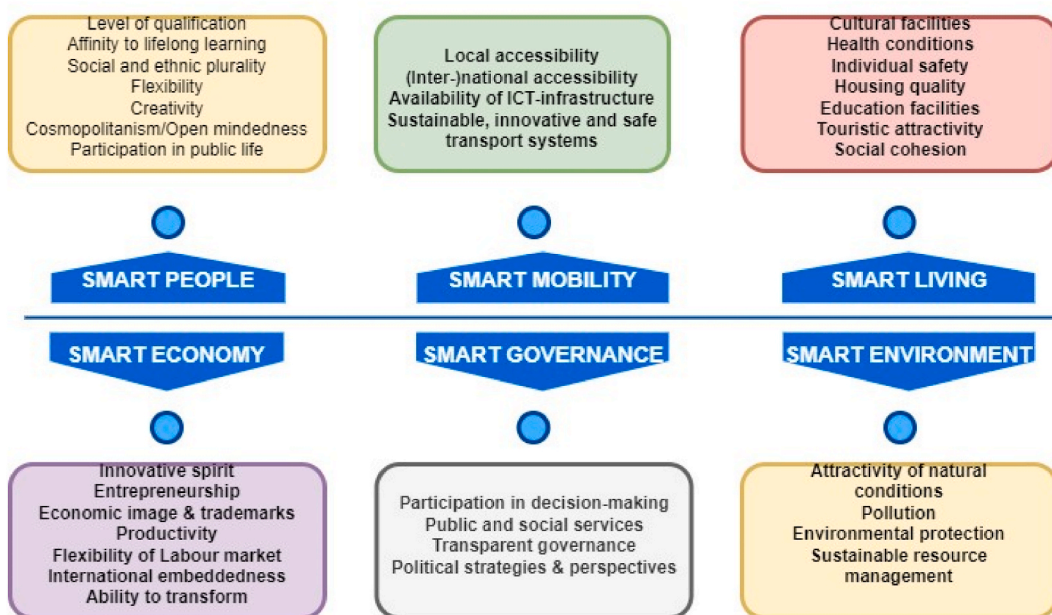 Level of qualification
Affinity to lifelong learning
Social and ethnic plurality
Flexibility
Creativity
Cosmopolitanism/Open mindedness
Participation in public life
Local accessibility
(Inter-)national accessibility
Availability of ICT-infrastructure
Sustainable, innovative and safe
transport systems
Cultural facilities
Health conditions
Individual safety
Housing quality
Education facilities
Touristic attractivity
Social cohesion
SMART PEOPLE
SMART MOBILITY
SMART LIVING
SMART ECONOMY
SMART GOVERNANCE
SMART ENVIRONMENT
Innovative spirit
Entrepreneurship
Economic image & trademarks
Productivity
Flexibility of Labour market
International embeddedness
Ability to transform
Participation in decision-making
Public and social services
Transparent governance
Political strategies & perspectives
Attractivity of natural
conditions
Pollution
Environmental protection
Sustainable resource
management